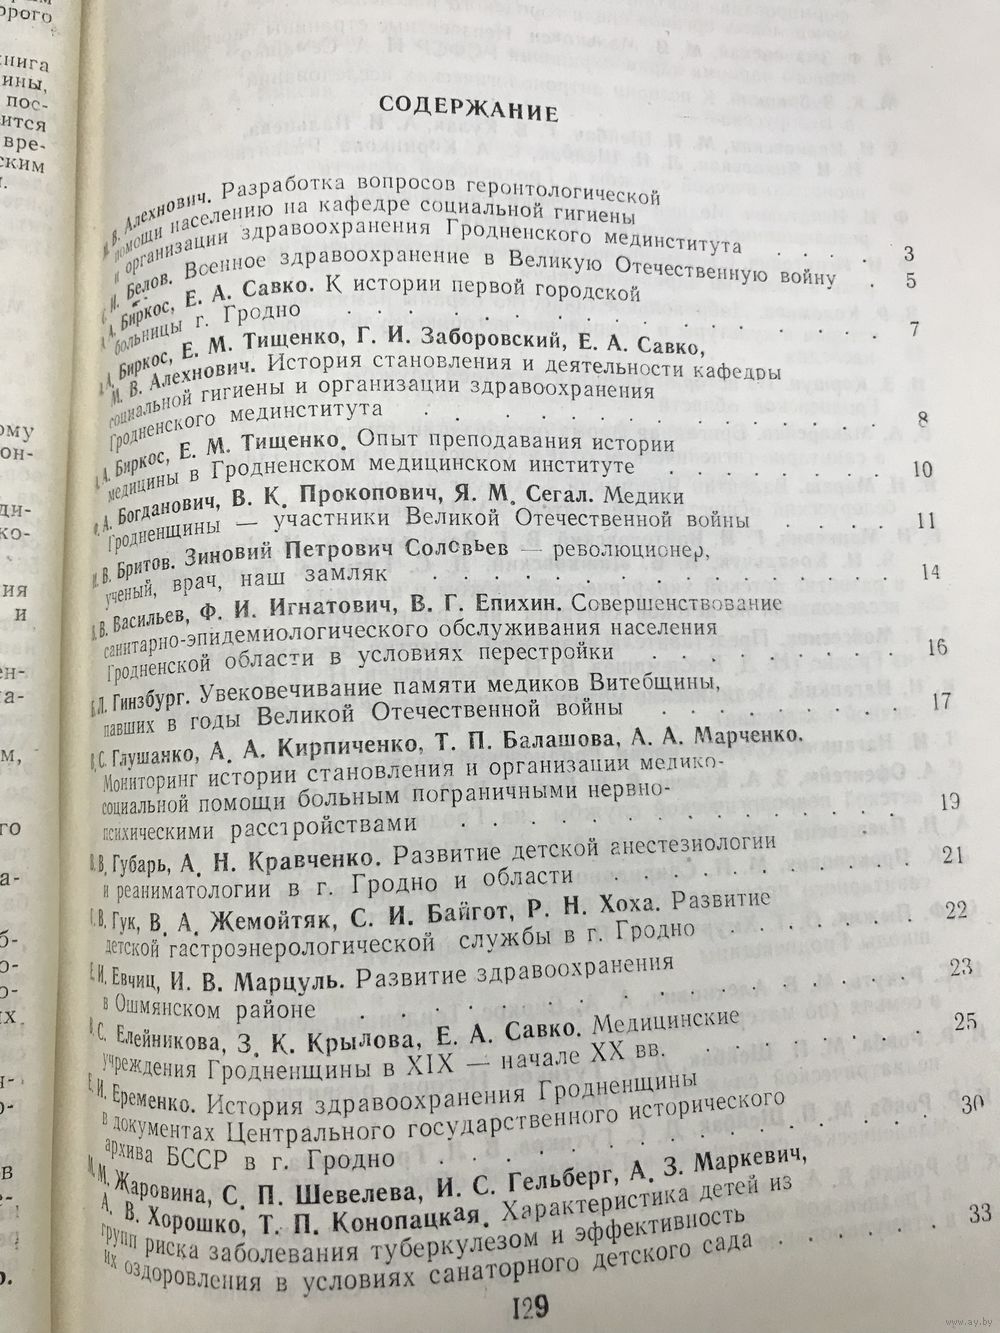 СОДЕРЖАНИЕ
М. В. Алехнович. Разработка вопросов геронтологической
помощи населению на кафедре социальной гигиены
и организации здравоохранения Гродненского мединститута . . . . 3
Белов. Военное здравоохранение в Великую Отечественную войну . 5
А. Биркос, Е. А. Савко. К истории первой городской
больницы г. Гродно . . . . . . . . . . . . . 7
А. Биркос, Е. М. Тищенко, Г. И. Заборовский, Е. А. Савко,
М. В. Алехнович. История становления и деятельности кафедры
социальной гигиены и организации здравоохранения
Гродненского мединститута . . . . . . . . . . . 8
А. Биркос, Е. М. Тищенко. Опыт преподавания истории
медицины в Гродненском медицинском институте . . . . . . 10
А. Богданович, В. К. Прокопович, Я. М. Сегал. Медики
Гродненщины — участники Великой Отечественной войны . . . . 11
В. Бритов. Зиновий Петрович Соловьев — революционер,
ученый, врач, наш замляк . . . . . . . . . . . . 14
В. Васильев, Ф. И. Игнатович, В. Г. Епихин. Совершенствование
санитарно-эпидемиологического обслуживания населения
Гродненской области в условиях перестройки . . . . . . . 16
Л. Гинзбург. Увековечивание памяти медиков Витебщины,
павших в годы Великой Отечественной войны . . . . . . . 17
В. С. Глушанко, А. А. Кирпиченко, Т. П. Балашова, А. А. Марченко.
Мониторинг истории становления и организации медико-
социальной помощи больным пограничными нервно-
психическими расстройствами . . . . . . . . . . . 19
В. В. Губарь, А. Н. Кравченко. Развитие детской анестезиологии
и реаниматологии в г. Гродно и области . . . . . . . . 21
С. В. Гук, В. А. Жемойтяк, С. И. Байгот, Р. Н. Хоха. Развитие
детской гастроэнерологической службы в г. Гродно . . . . . . 22
Е. И. Евчиц, И. В. Марцуль. Развитие здравоохранения
в Ошмянском районе . . . . . . . . . . . . . . 23
В. С. Елейникова, З. К. Крылова, Е. А. Савко. Медицинские
учреждения Гродненщины в XIX — начале XX вв. . . . . . . 25
Е. И. Еременко. История здравоохранения Гродненщины
в документах Центрального государственного исторического
архива БССР в г. Гродно . . . . . . . . . . . . 30
М. М. Жаровина, С. П. Шевелева, И. С. Гельберг, А. З. Маркевич,
А. В. Хорошко, Т. П. Конопацкая. Характеристика детей из
групп риска заболевания туберкулезом и эффективность
их оздоровления в условиях санаторного детского сада . . . . . . 33
129
www.ay.by